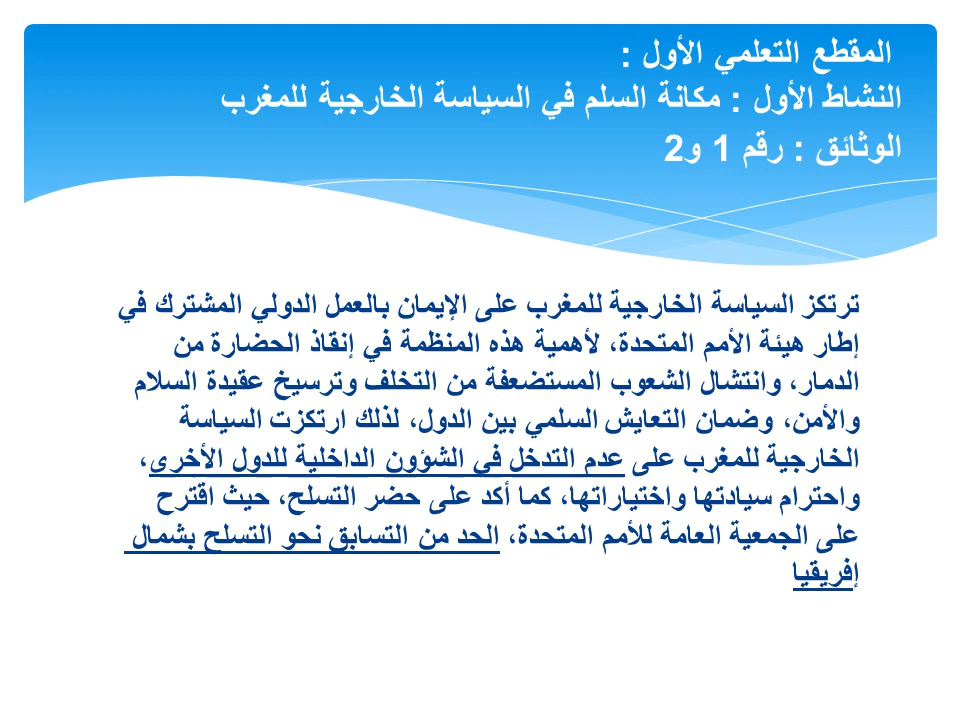 المقطع التعلمي الأول :
النشاط الأول : مكانة السلم في السياسة الخارجية للمغرب
الوثائق : رقم 1 و2
ترتكز السياسة الخارجية للمغرب على الإيمان بالعمل الدولي المشترك في
إطار هيئة الأمم المتحدة، لأهمية هذه المنظمة في إنقاذ الحضارة من
الدمار، وانتشال الشعوب المستضعفة من التخلف وترسيخ عقيدة السلام
والأمن، وضمان التعايش السلمي بين الدول، لذلك ارتكزت السياسة
الخارجية للمغرب على عدم التدخل في الشؤون الداخلية للدول الأخرى،
واحترام سيادتها واختياراتها، كما أكد على حضر التسلح، حيث اقترح
على الجمعية العامة للأمم المتحدة، الحد من التسابق نحو التسلح بشمال
إفريقيا